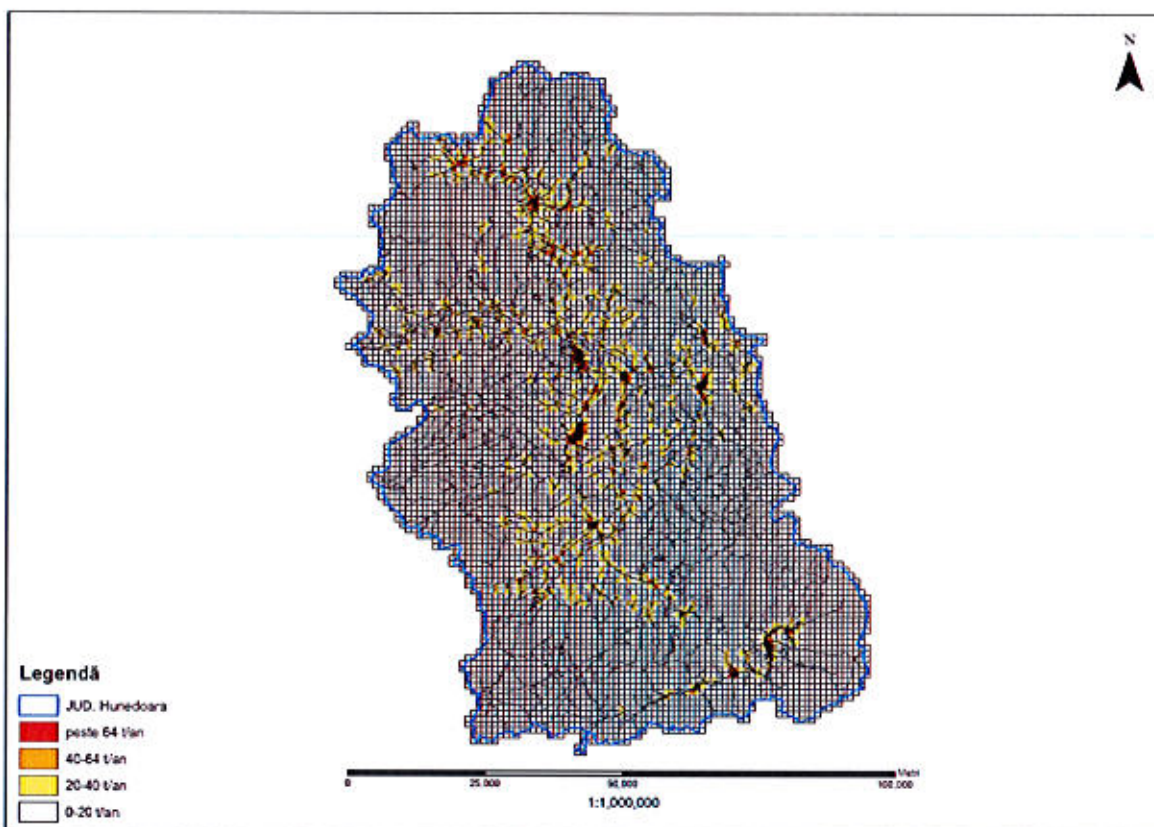 N
Legendă
JUD. Hunedoara
peste 64 t/an
40-64 t/an
20-40 t/an
0-20 t/an
0 25,000 50,000 100,000 Metri
1:1,000,000